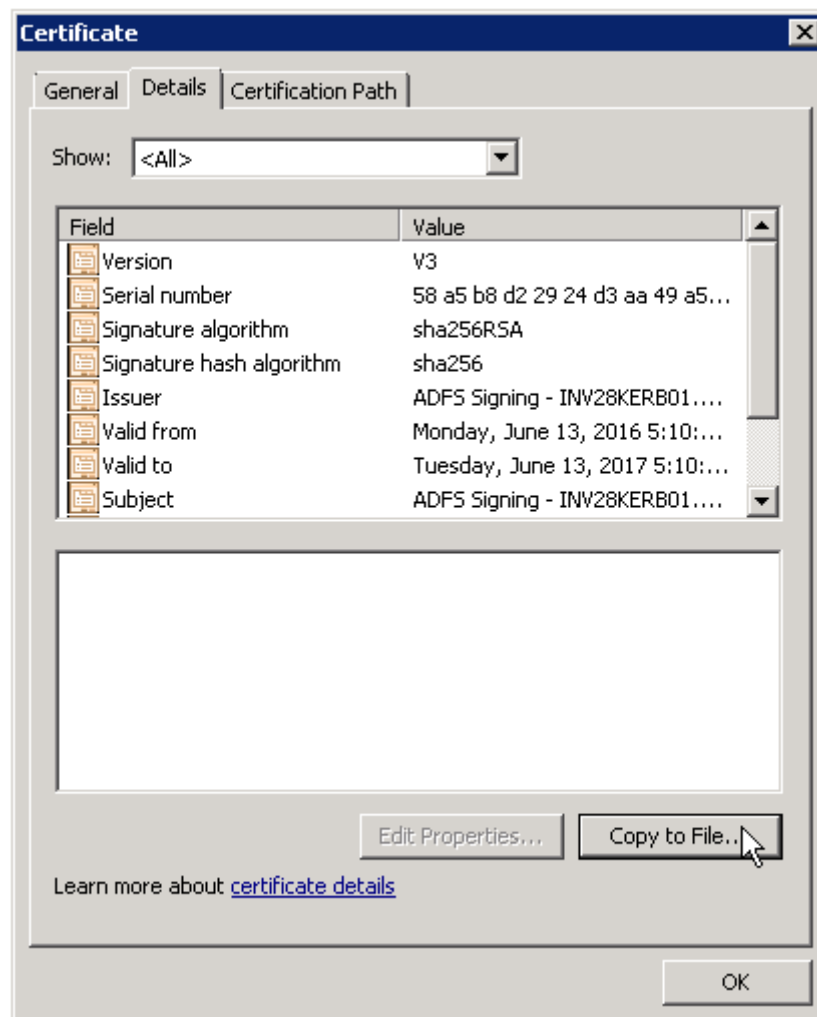 Certificate
General Details Certification Path
Show: <All>
Field Value
Version V3
Serial number 58 a5 b8 d2 29 24 d3 aa 49 a5...
Signature algorithm sha256RSA
Signature hash algorithm sha256
Issuer ADFS Signing - INV28KERB01....
Valid from Monday, June 13, 2016 5:10:...
Valid to Tuesday, June 13, 2017 5:10:...
Subject ADFS Signing - INV28KERB01....
Edit Properties... Copy to File...
Learn more about certificate details
OK